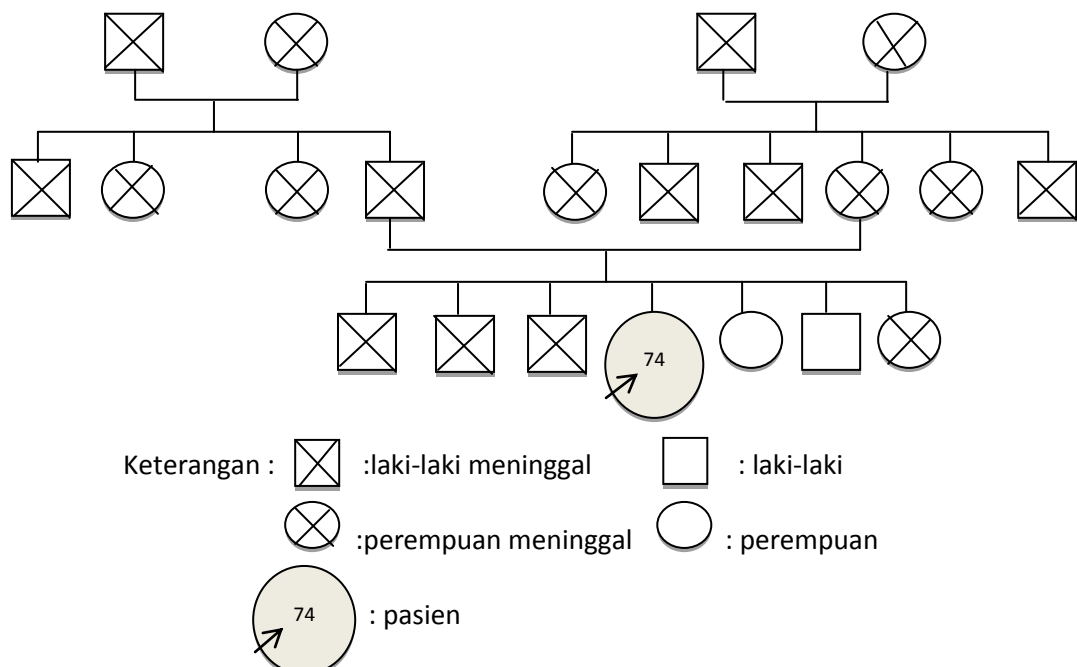 74
Keterangan : :laki-laki meninggal : laki-laki
:perempuan meninggal : perempuan
74 : pasien